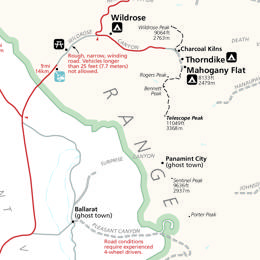 Wildrose
Wildrose Peak
9064ft
2763m
WILDROSE
CANYON
Charcoal Kilns
Thorndike
Mahogany Flat
8133ft
2479m
Rough, narrow, winding
road. Vehicles longer
than 25 feet (7.7 meters)
not allowed.
9mi
14km
Rogers Peak
Bennett
Peak
Telescope Peak
11049ft
3368m
DEATH
HANAUPAH
JOHNSON
RANGE
SURPRISE
CANYON
Panamint City
(ghost town)
Sentinel Peak
9636ft
2937m
Porter Peak
Ballarat
(ghost town)
PLEASANT CANYON
Road conditions
require experienced
4-wheel drivers.